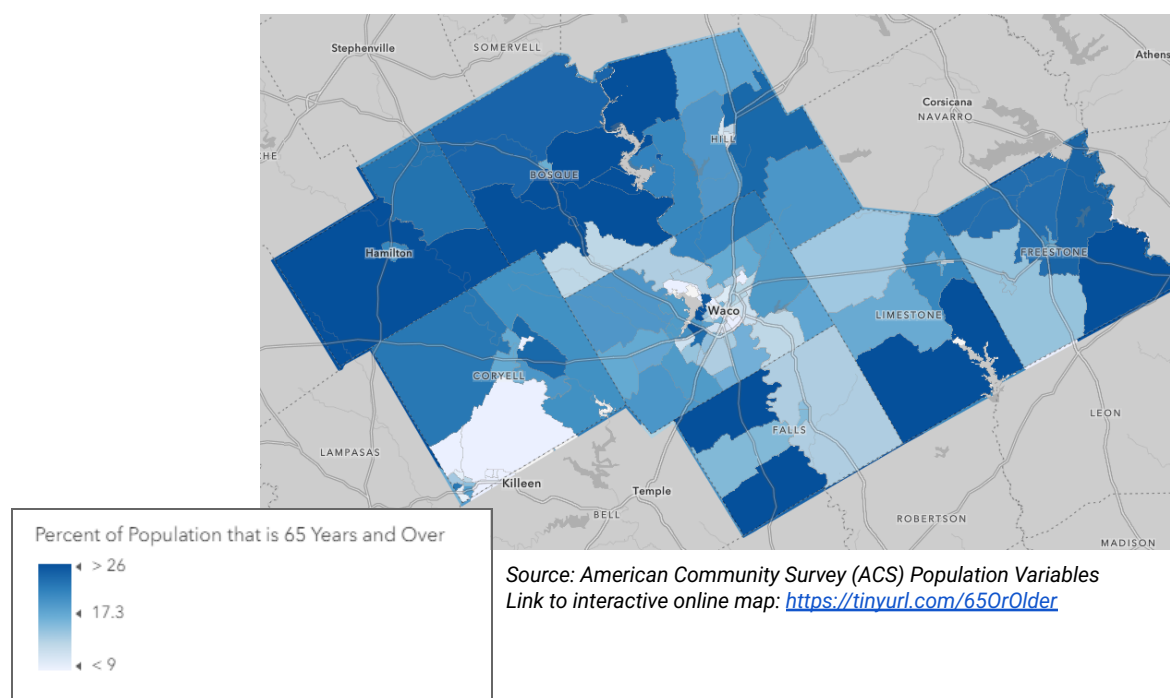 Stephenville
SOMERVELL
Athens
Corsicana
NAVARRO
CHE
HILL
BOSQUE
Hamilton
FREESTONE
Waco
LIMESTONE
CORYELL
LEON
FALLS
LAMPASAS
Killeen
Temple
BELL
ROBERTSON
MADISON
Percent of Population that is 65 Years and Over
> 26
17.3
< 9
Source: American Community Survey (ACS) Population Variables
Link to interactive online map: https://tinyurl.com/65OrOlder